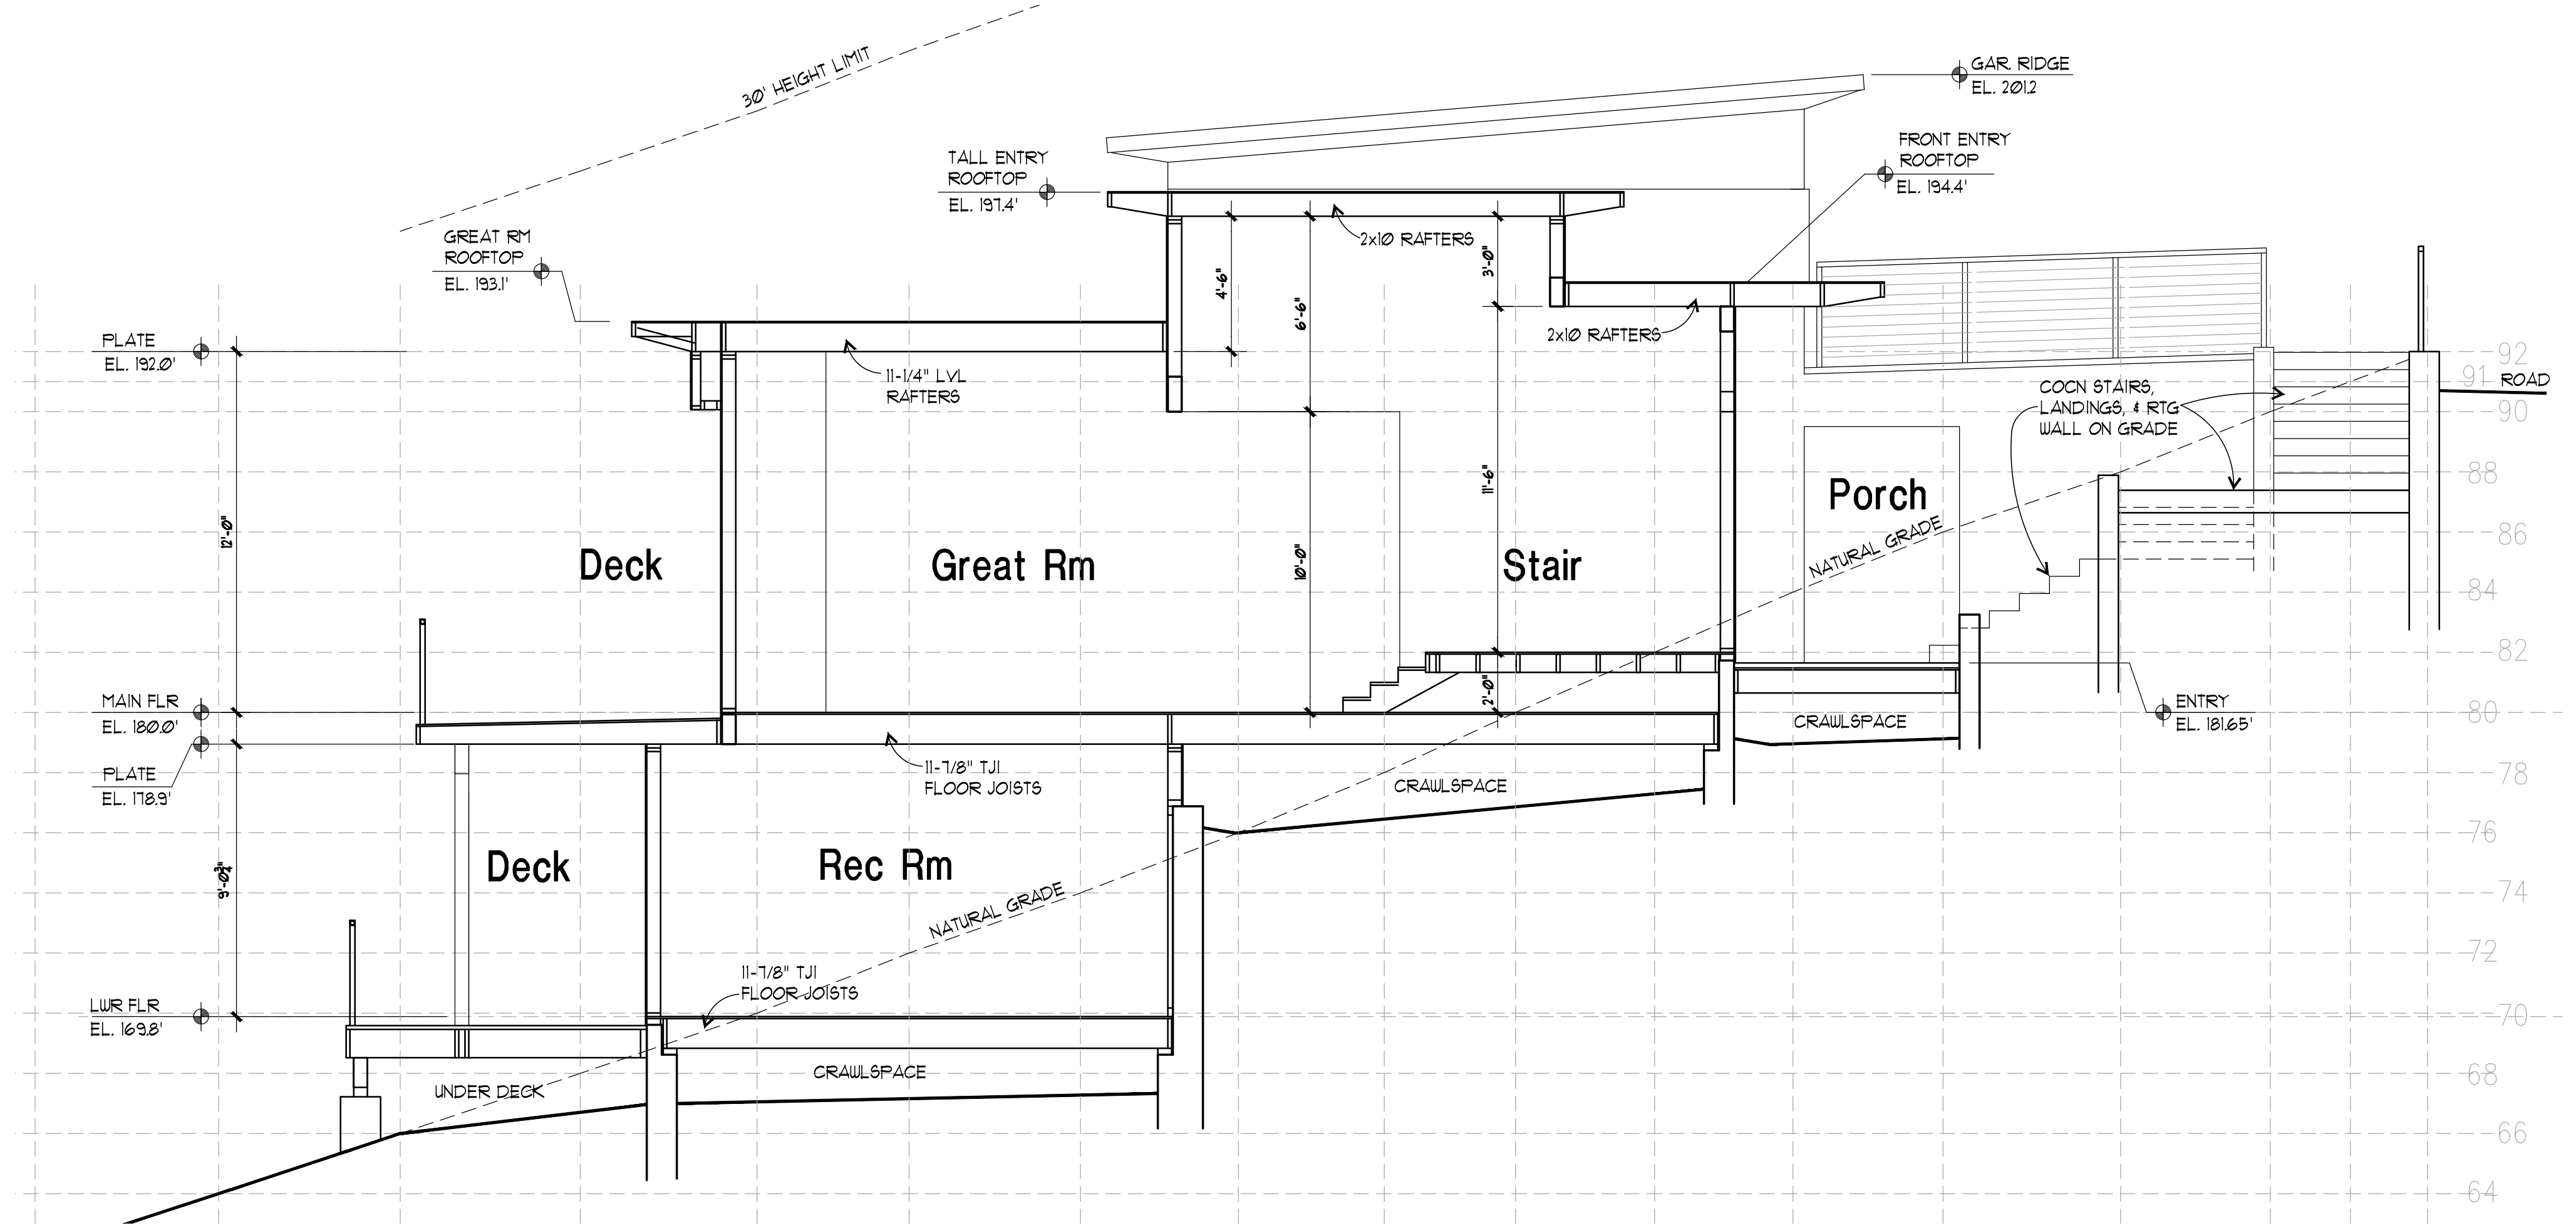 30' HEIGHT LIMIT
GAR. RIDGE
EL. 201.2
FRONT ENTRY
ROOFTOP
EL. 194.4'
TALL ENTRY
ROOFTOP
EL. 197.4'
2x10 RAFTERS
GREAT RM
ROOFTOP
EL. 193.1'
4'-6"
6'-6"
3'-0"
2x10 RAFTERS
PLATE
EL. 192.0'
11-1/4" LVL
RAFTERS
92
91
ROAD
90
COCN STAIRS,
LANDINGS, & RTG
WALL ON GRADE
88
12'-0"
10'-0"
11'-6"
Porch
86
NATURAL GRADE
Deck
Great Rm
Stair
84
82
2'-0"
MAIN FLR
EL. 180.0'
ENTRY
EL. 181.65'
80
CRAWLSPACE
PLATE
EL. 178.9'
11-7/8" TJI
FLOOR JOISTS
CRAWLSPACE
78
76
9'-0 3/4"
Deck
Rec Rm
74
NATURAL GRADE
72
11-7/8" TJI
FLOOR JOISTS
LWR FLR
EL. 169.8'
70
CRAWLSPACE
68
UNDER DECK
66
64